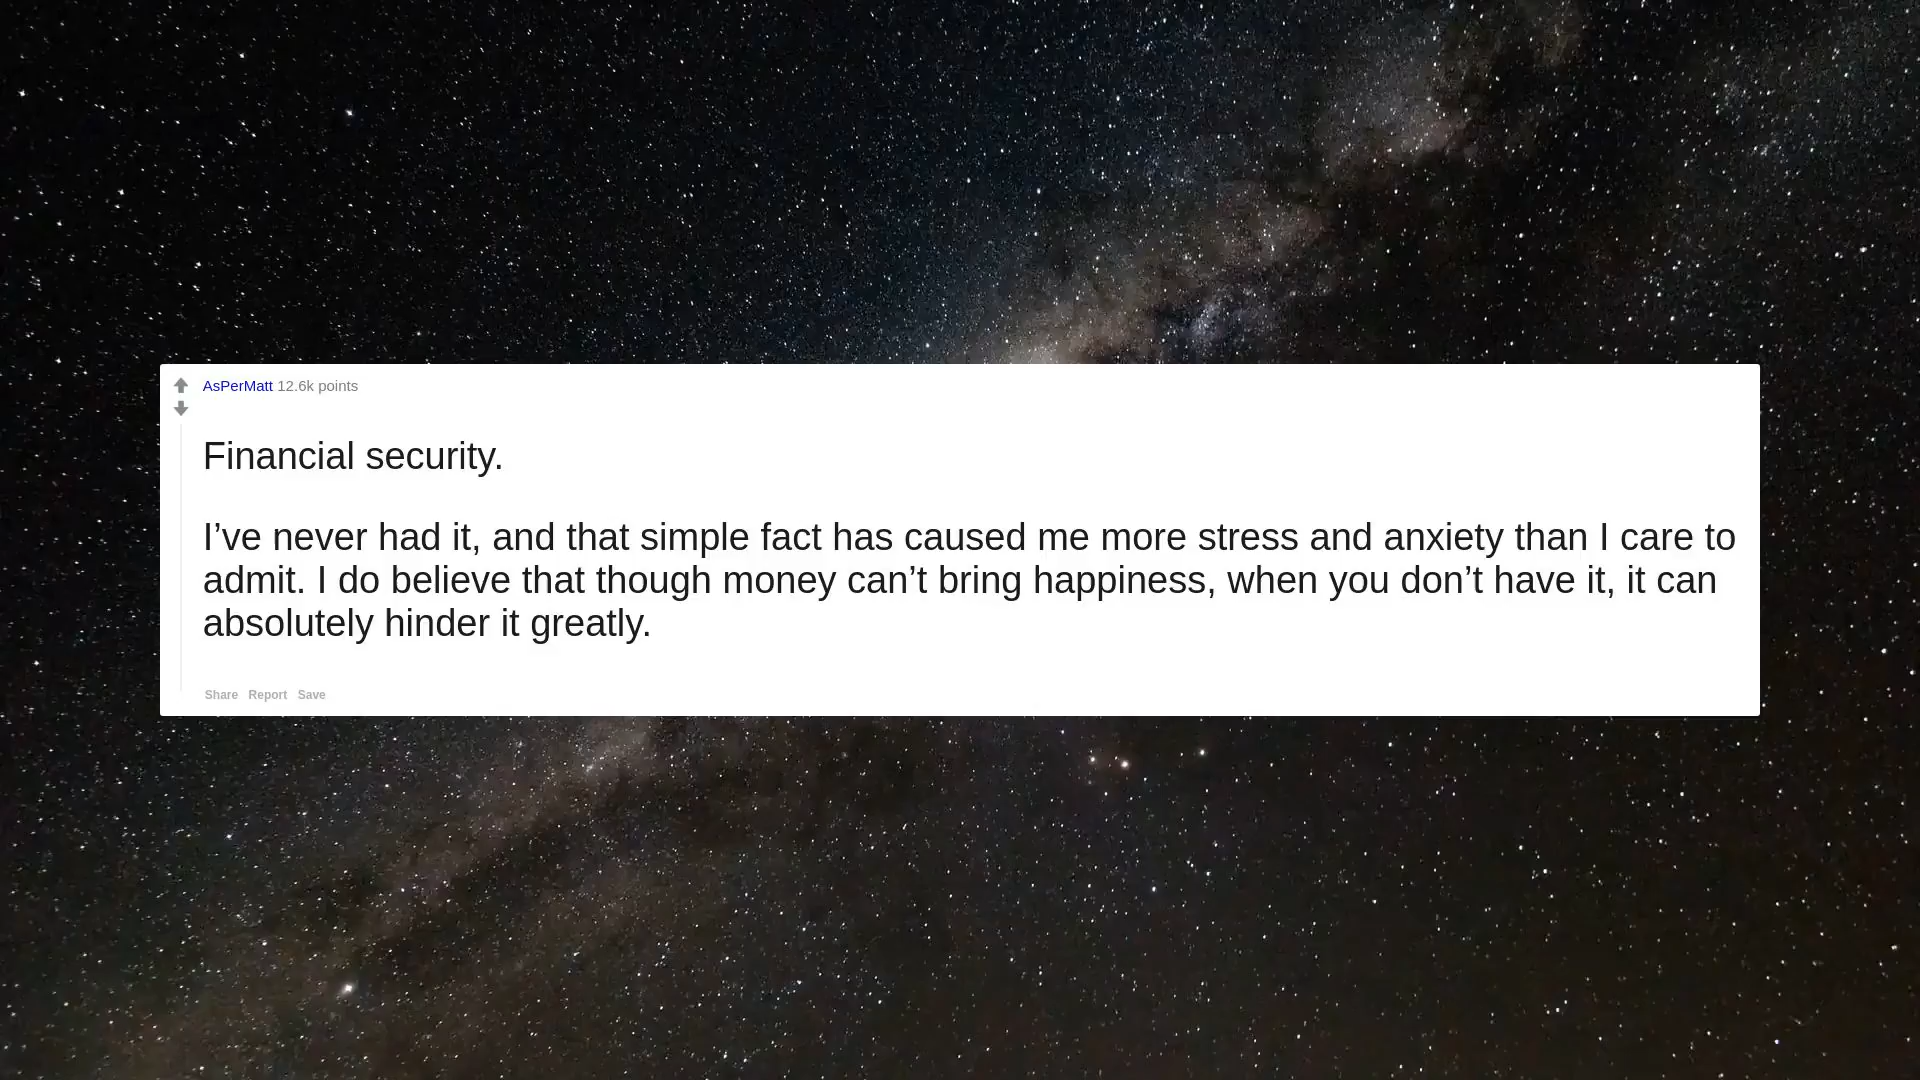 AsPerMatt 12.6k points
Financial security.
I’ve never had it, and that simple fact has caused me more stress and anxiety than I care to
admit. I do believe that though money can’t bring happiness, when you don’t have it, it can
absolutely hinder it greatly.
Share Report Save